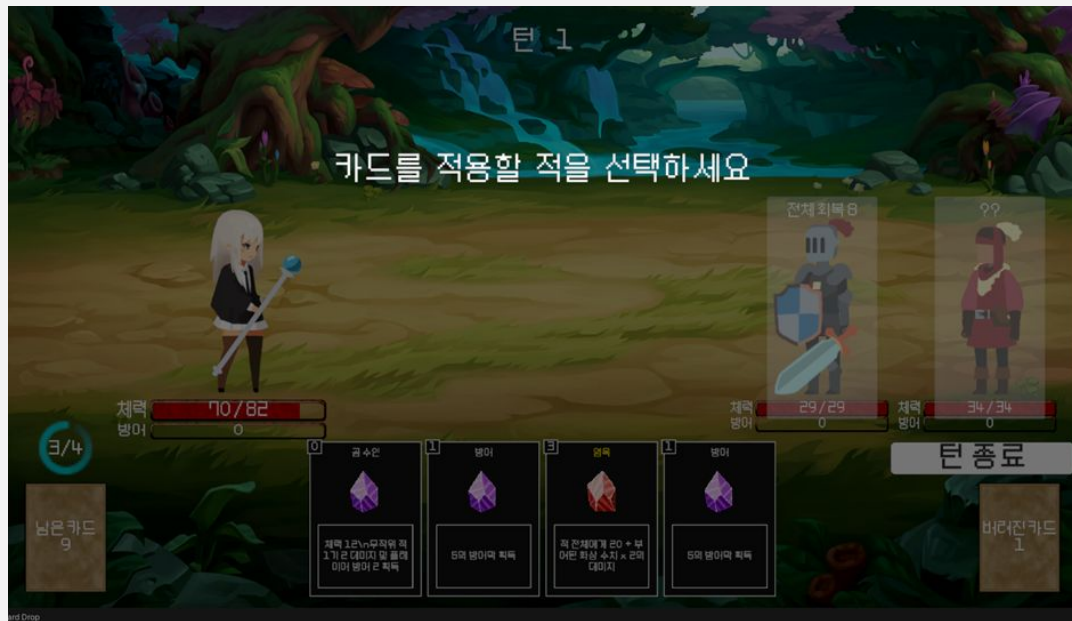 턴 1
카드를 적용할 적을 선택하세요
전체회복8
??
체력 70/82
방어 0
체력 29/29
방어 0
체력 34/34
방어 0
3/4
턴 종료
남은카드
9
버려진카드
1
0
곰수인
체력 12\n무작위 적
1기 2 데미지 및 플레
이어 방어 2 획득
1
방어
5의 방어막 획득
3
염옥
적 전체에게 20 + 부
여된 화상 수치 x 2의
데미지
1
방어
5의 방어막 획득
ard Drop